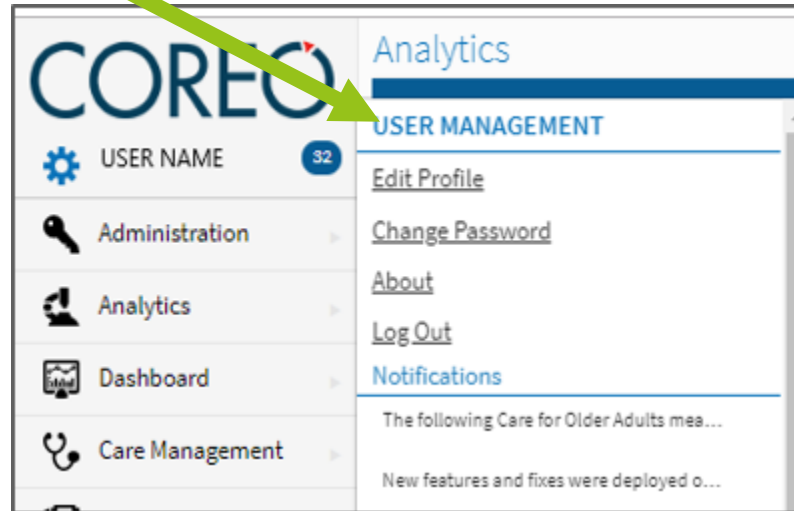 COREO
USER NAME
32
Administration
Analytics
Dashboard
Care Management
Analytics
USER MANAGEMENT
Edit Profile
Change Password
About
Log Out
Notifications
The following Care for Older Adults mea...
New features and fixes were deployed o...